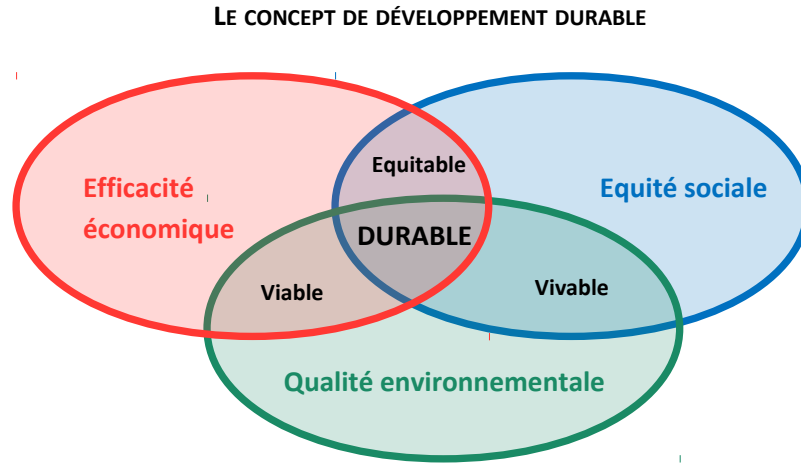 LE CONCEPT DE DÉVELOPPEMENT DURABLE
Equitable
Efficacité
économique
Equité sociale
DURABLE
Viable
Vivable
Qualité environnementale